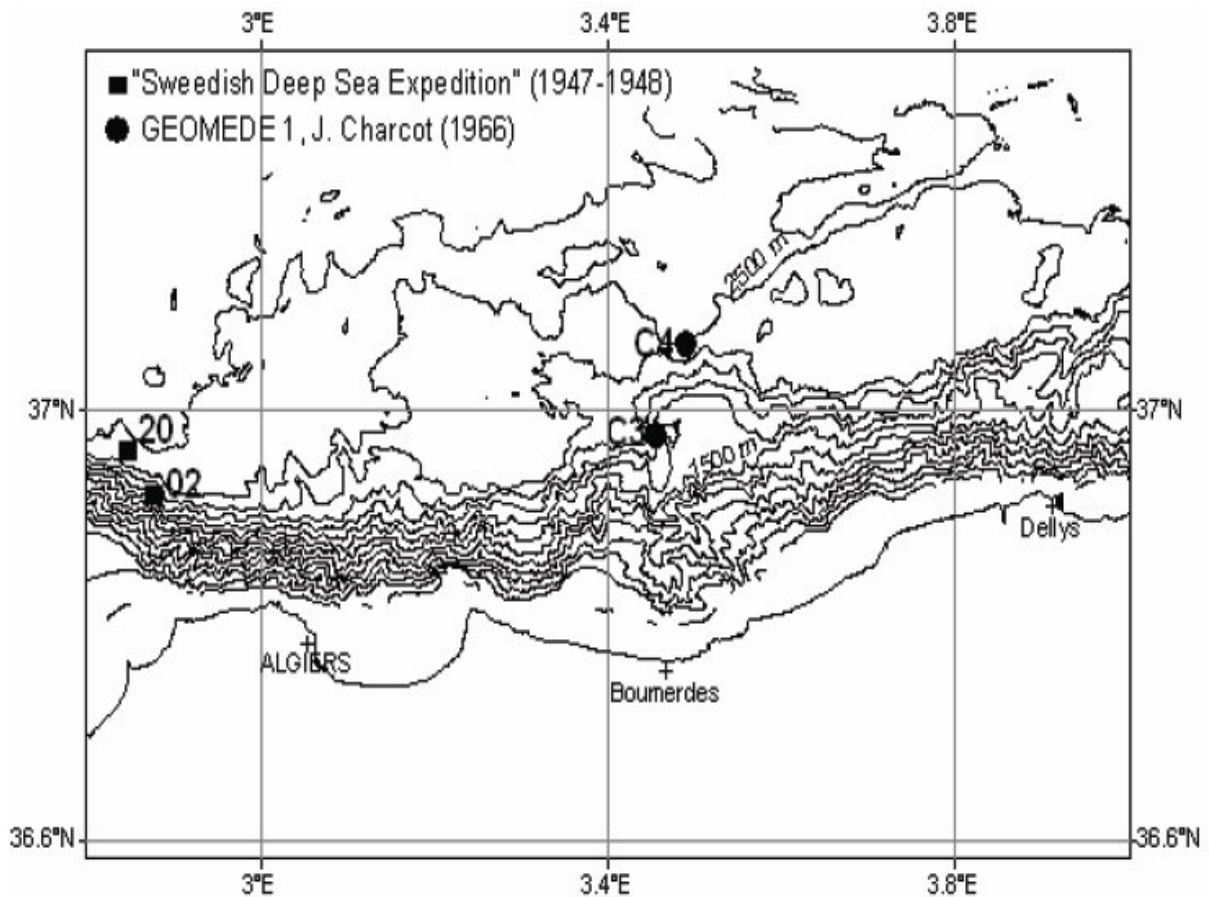 3°E 3.4°E 3.8°E
"Sweedish Deep Sea Expedition" (1947-1948)
GEOMEDE 1, J. Charcot (1966)
2500 m
C4
37°N 20 37°N
C3
1500 m
02
Dellys
ALGIERS
Boumerdes
36.6°N 36.6°N
3°E 3.4°E 3.8°E